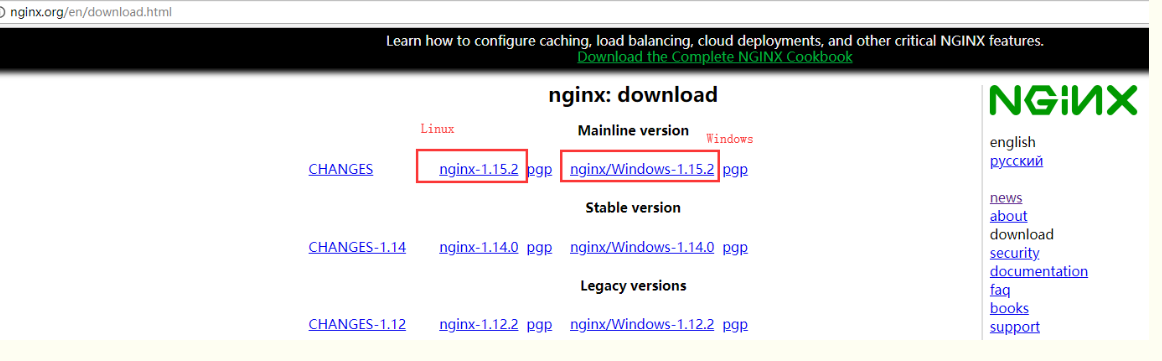 nginx.org/en/download.html
Learn how to configure caching, load balancing, cloud deployments, and other critical NGINX features.
Download the Complete NGINX Cookbook
nginx: download
NGINX
Linux
Mainline version
Windows
CHANGES nginx-1.15.2 pgp nginx/Windows-1.15.2 pgp
Stable version
CHANGES-1.14 nginx-1.14.0 pgp nginx/Windows-1.14.0 pgp
Legacy versions
CHANGES-1.12 nginx-1.12.2 pgp nginx/Windows-1.12.2 pgp
english
русский
news
about
download
security
documentation
faq
books
support